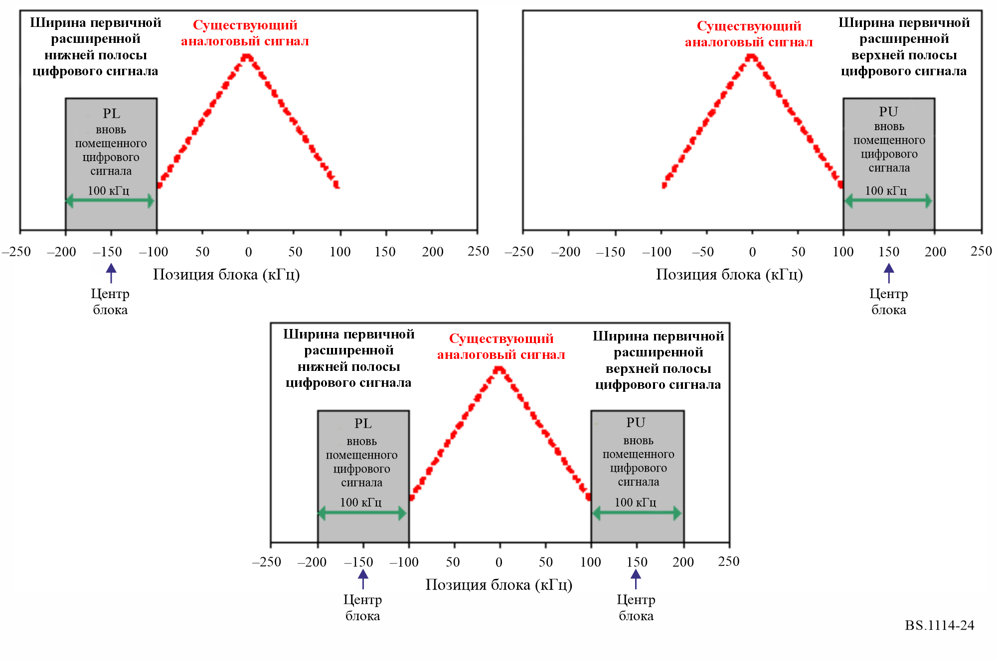 Ширина первичной
расширенной
нижней полосы
цифрового сигнала
Существующий
аналоговый сигнал
PL
вновь
помещенного
цифрового
сигнала
100 кГц
–250 –200 –150 –100 50 0 50 100 150 200 250
Позиция блока (кГц)
Центр
блока
Существующий
аналоговый сигнал
Ширина первичной
расширенной
верхней полосы
цифрового сигнала
PU
вновь
помещенного
цифрового
сигнала
100 кГц
–250 –200 –150 –100 –50 0 50 100 150 200 250
Позиция блока (кГц)
Центр
блока
Ширина первичной
расширенной
нижней полосы
цифрового сигнала
Существующий
аналоговый сигнал
Ширина первичной
расширенной
верхней полосы
цифрового сигнала
PL
вновь
помещенного
цифрового
сигнала
100 кГц
PU
вновь
помещенного
цифрового
сигнала
100 кГц
–250 –200 –150 –100 50 0 50 100 150 200 250
Позиция блока (кГц)
Центр
блока
Центр
блока
BS.1114-24